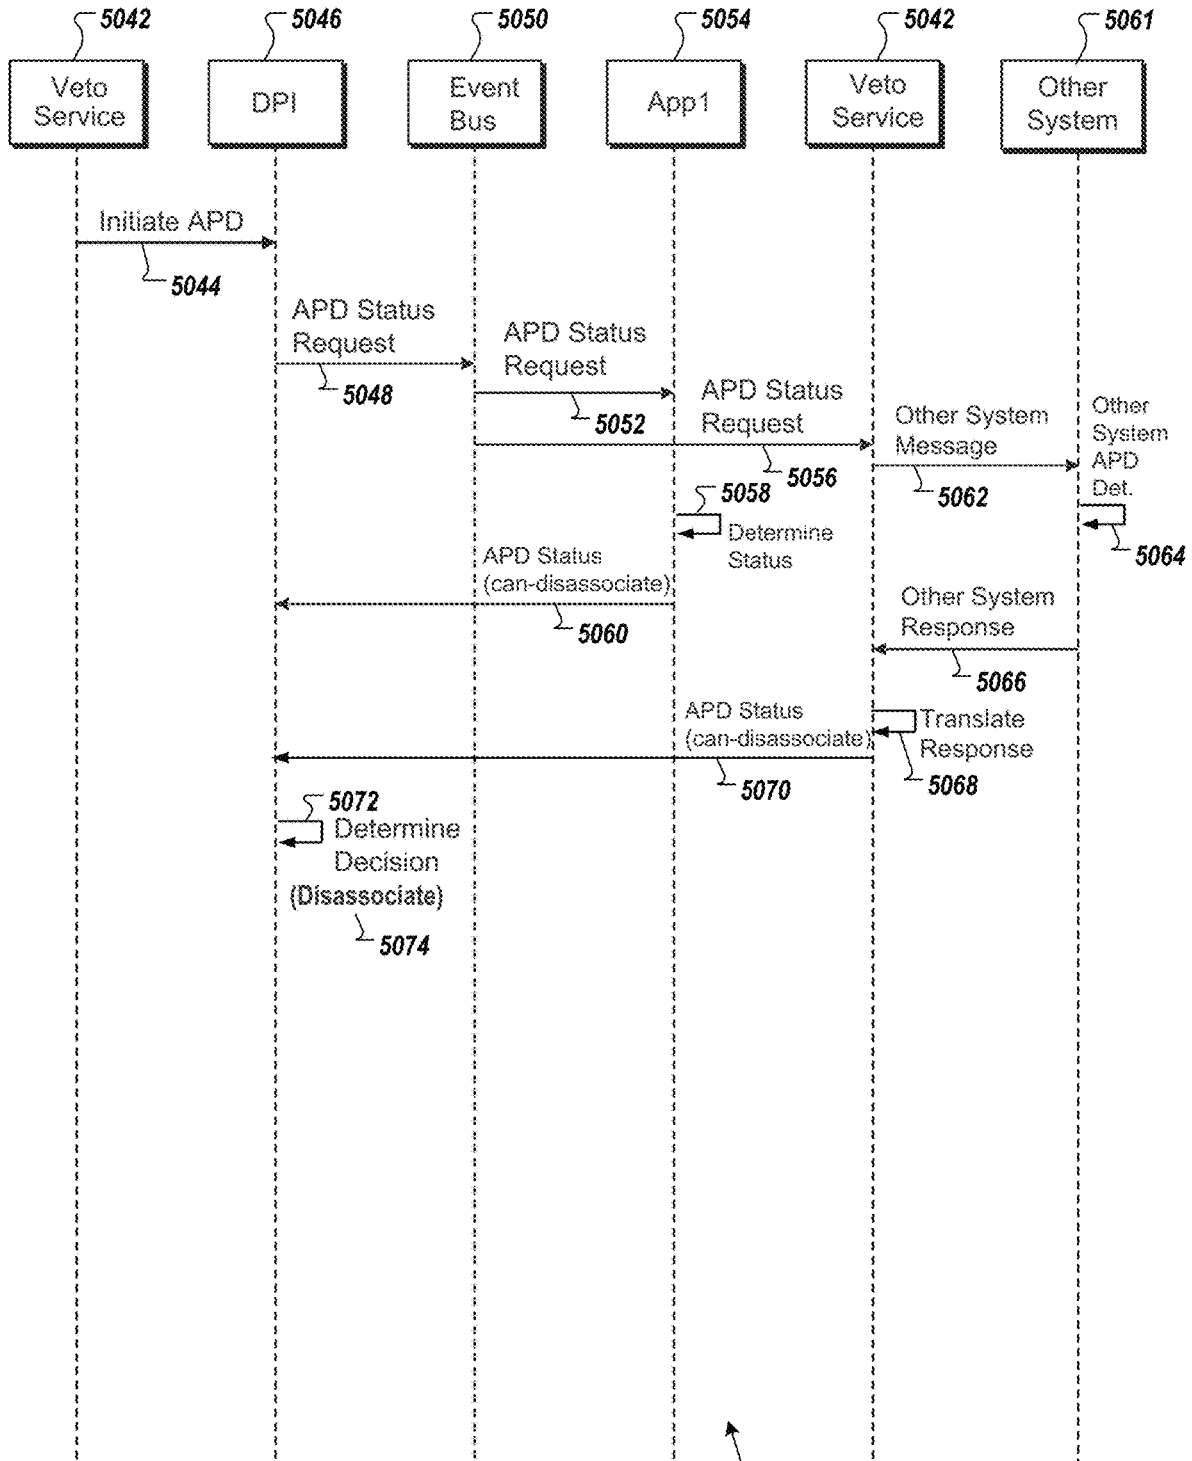 5042
5046
5050
5054
5042
5061
Veto
Service
DPI
Event
Bus
App1
Veto
Service
Other
System
Initiate APD
5044
APD Status
Request
5048
APD Status
Request
5052
APD Status
Request
5056
Other System
Message
5062
Other
System
APD
Det.
5064
5058
Determine
Status
APD Status
(can-disassociate)
5060
Other System
Response
5066
Translate
Response
5068
APD Status
(can-disassociate)
5070
5072
Determine
Decision
(Disassociate)
5074